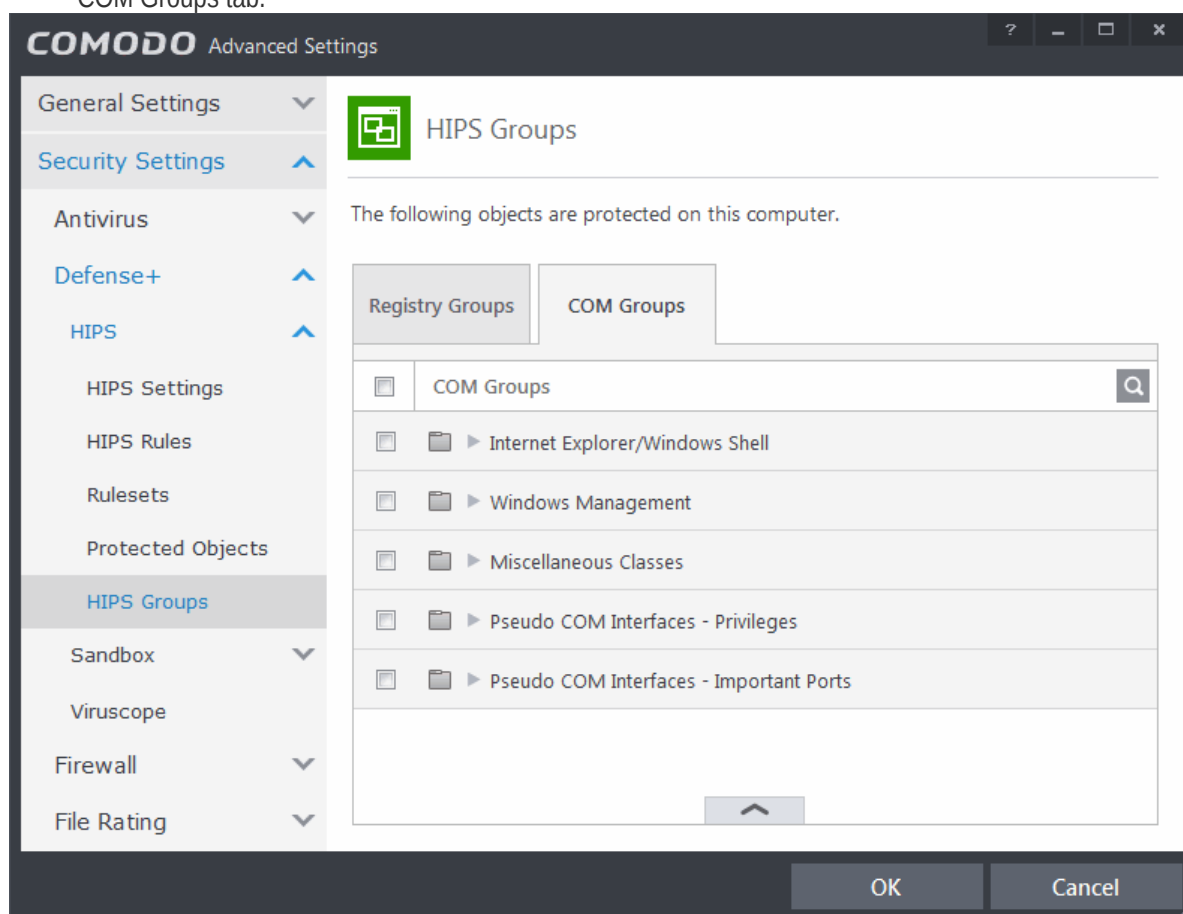 COM Groups tab.
COMODO Advanced Settings
?
General Settings
Security Settings
Antivirus
Defense+
HIPS
HIPS Settings
HIPS Rules
Rulesets
Protected Objects
HIPS Groups
Sandbox
Viruscope
Firewall
File Rating
HIPS Groups
The following objects are protected on this computer.
Registry Groups
COM Groups
COM Groups
Internet Explorer/Windows Shell
Windows Management
Miscellaneous Classes
Pseudo COM Interfaces - Privileges
Pseudo COM Interfaces - Important Ports
OK
Cancel